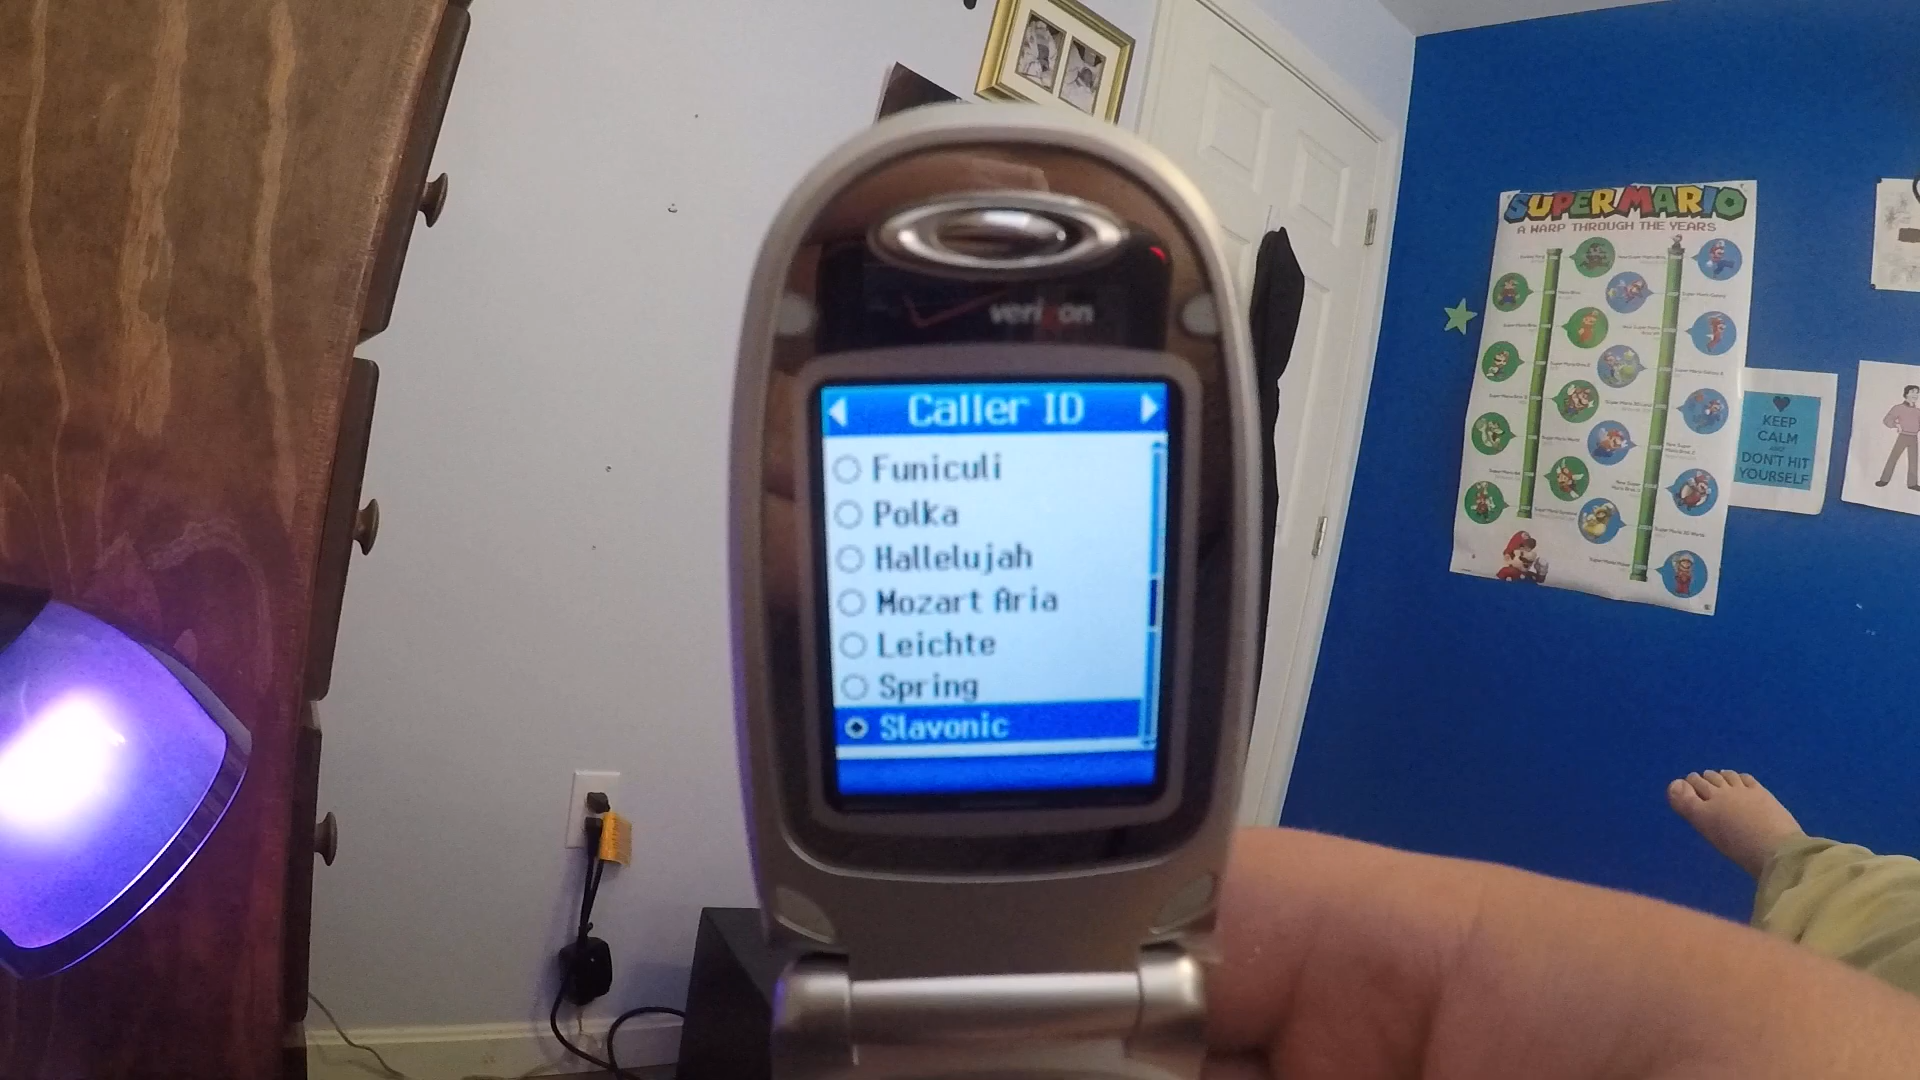 verizon
Caller ID
Funiculi
Polka
Hallelujah
Mozart Aria
Leichte
Spring
Slavonic
SUPER MARIO
A WARP THROUGH THE YEARS
KEEP
CALM
AND
DON'T HIT
YOURSELF